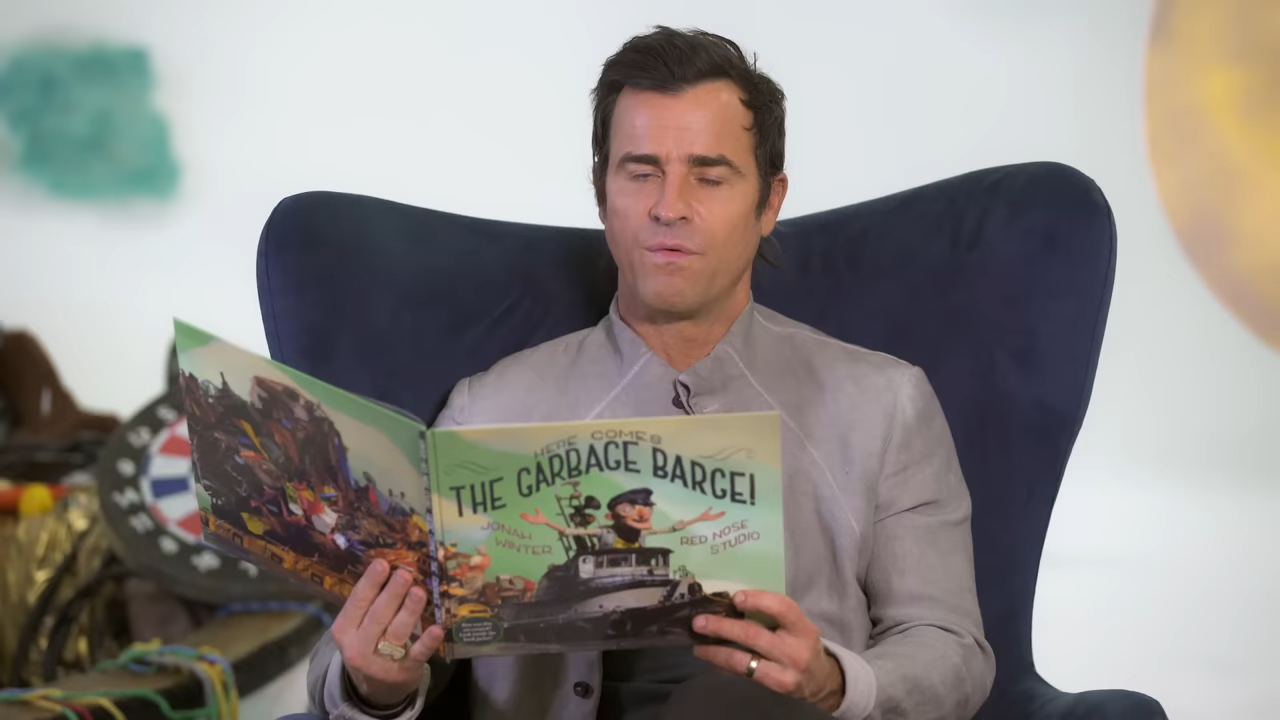 HERE COMES
THE GARBAGE BARGE!
JONAH
WINTER
RED NOSE
STUDIO